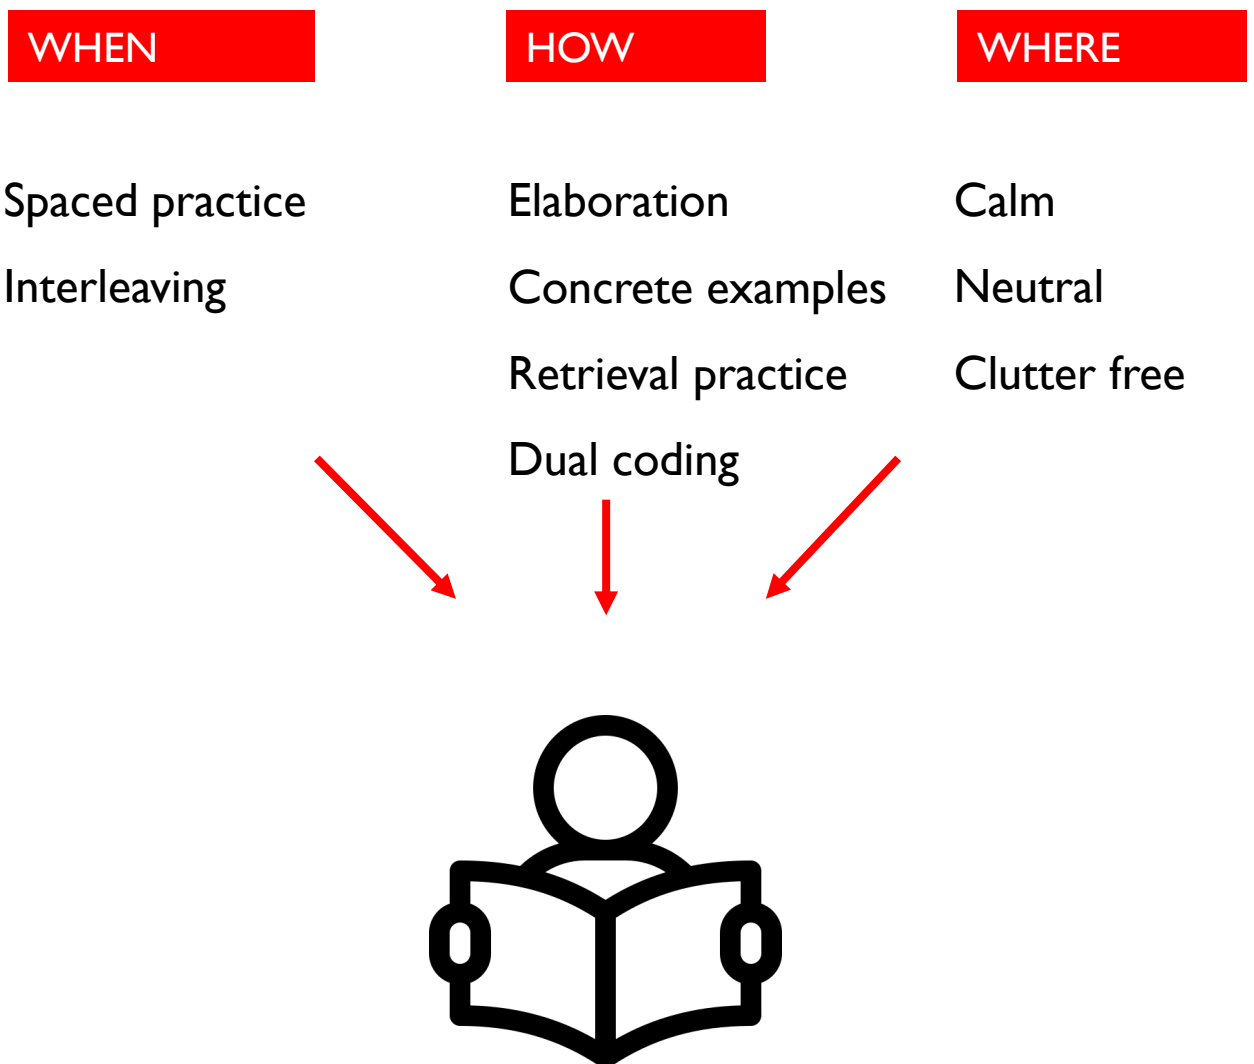 WHEN
HOW
WHERE
Spaced practice
Interleaving
Elaboration
Concrete examples
Retrieval practice
Dual coding
Calm
Neutral
Clutter free